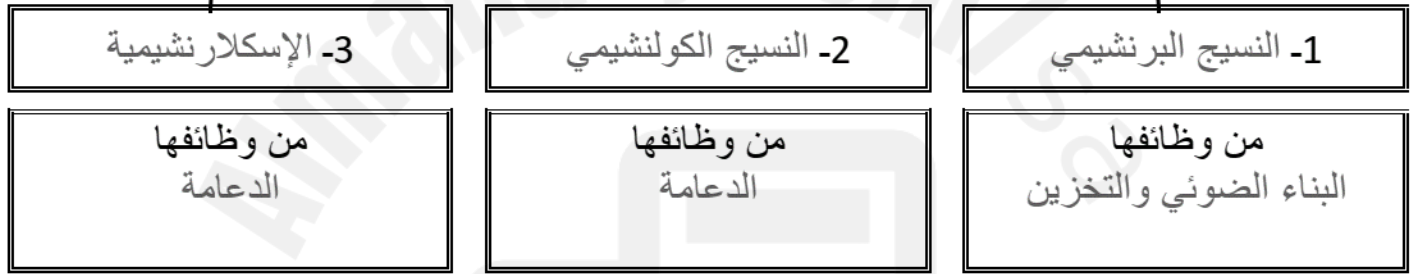 1- النسيج البرنشيمي
2- النسيج الكولنشيمي
3- الإسكلارنشيمية
من وظائفها
البناء الضوئي والتخزين
من وظائفها
الدعامة
من وظائفها
الدعامة